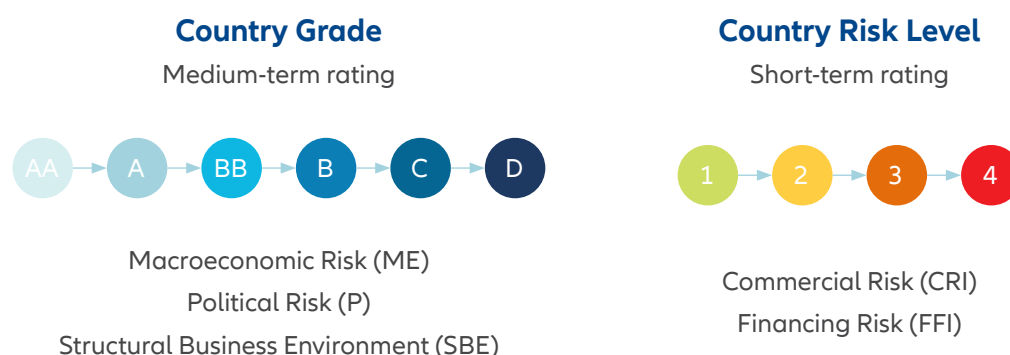 Country Grade
Medium-term rating
AA
A
BB
B
C
D
Macroeconomic Risk (ME)
Political Risk (P)
Structural Business Environment (SBE)
Country Risk Level
Short-term rating
1
2
3
4
Commercial Risk (CRI)
Financing Risk (FFI)